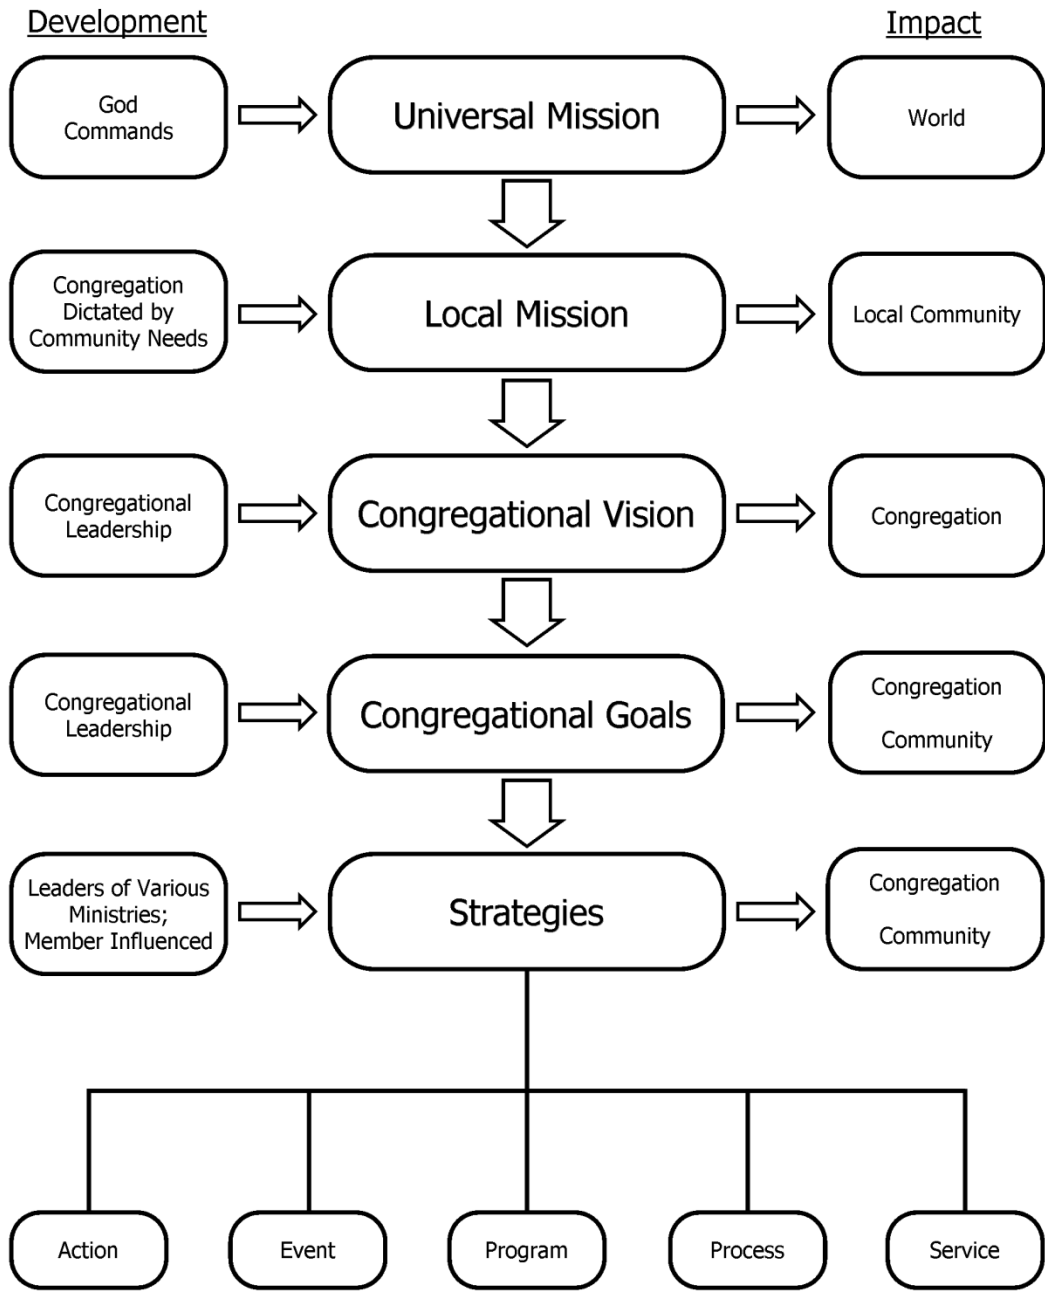 Development
Impact
God
Commands
Universal Mission
World
Congregation
Dictated by
Community Needs
Local Mission
Local Community
Congregational
Leadership
Congregational Vision
Congregation
Congregational
Leadership
Congregational Goals
Congregation
Community
Leaders of Various
Ministries;
Member Influenced
Strategies
Congregation
Community
Action
Event
Program
Process
Service